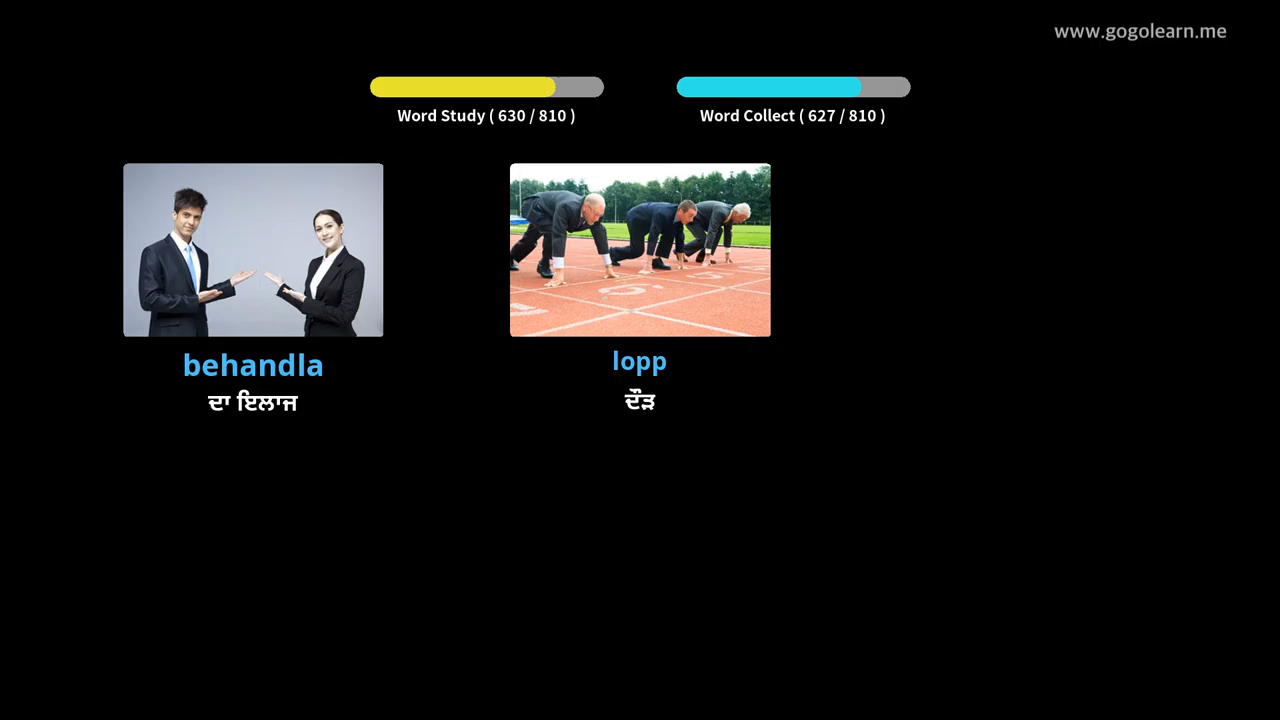 www.gogolearn.me
Word Study ( 630 / 810 )
Word Collect ( 627 / 810 )
behandla
ਦਾ ਇਲਾਜ
lopp
ਦੌੜ